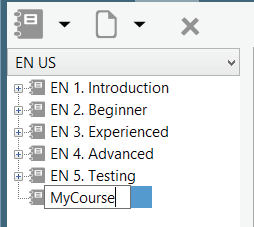 EN US
EN 1. Introduction
EN 2. Beginner
EN 3. Experienced
EN 4. Advanced
EN 5. Testing
MyCourse